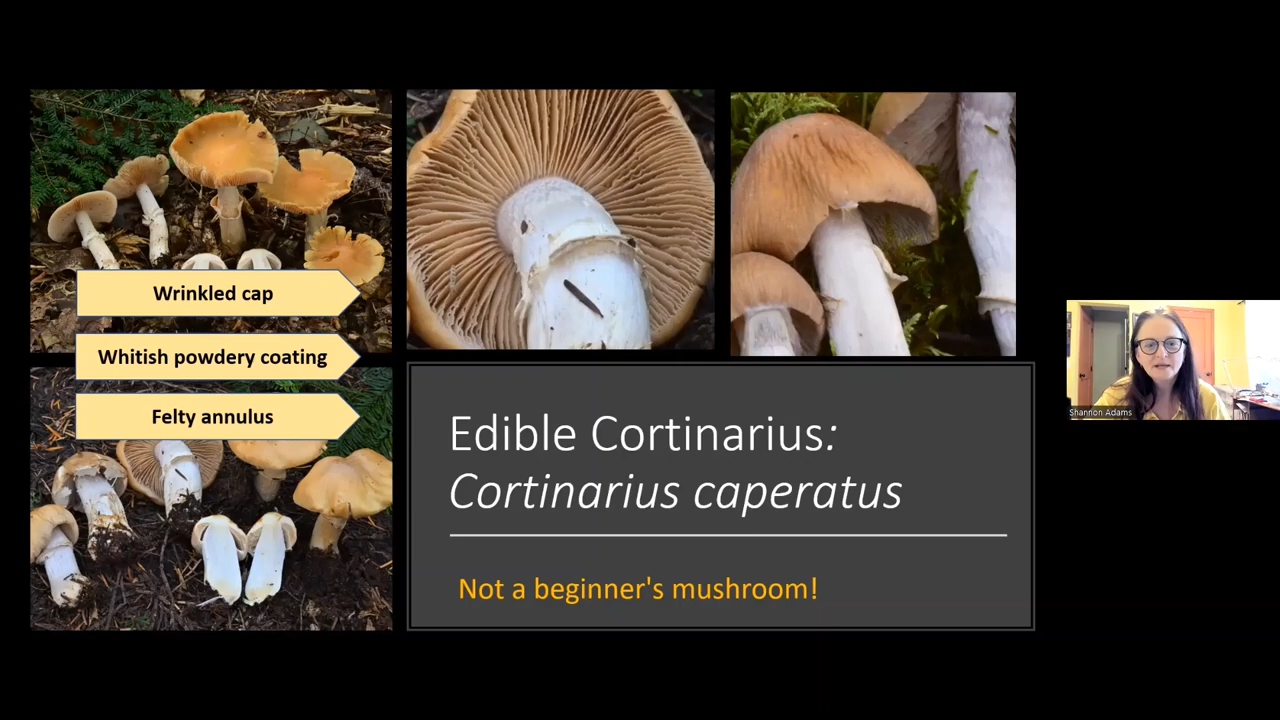 Wrinkled cap
Whitish powdery coating
Felty annulus
Edible Cortinarius:
Cortinarius caperatus
Not a beginner's mushroom!
Shannon Adams